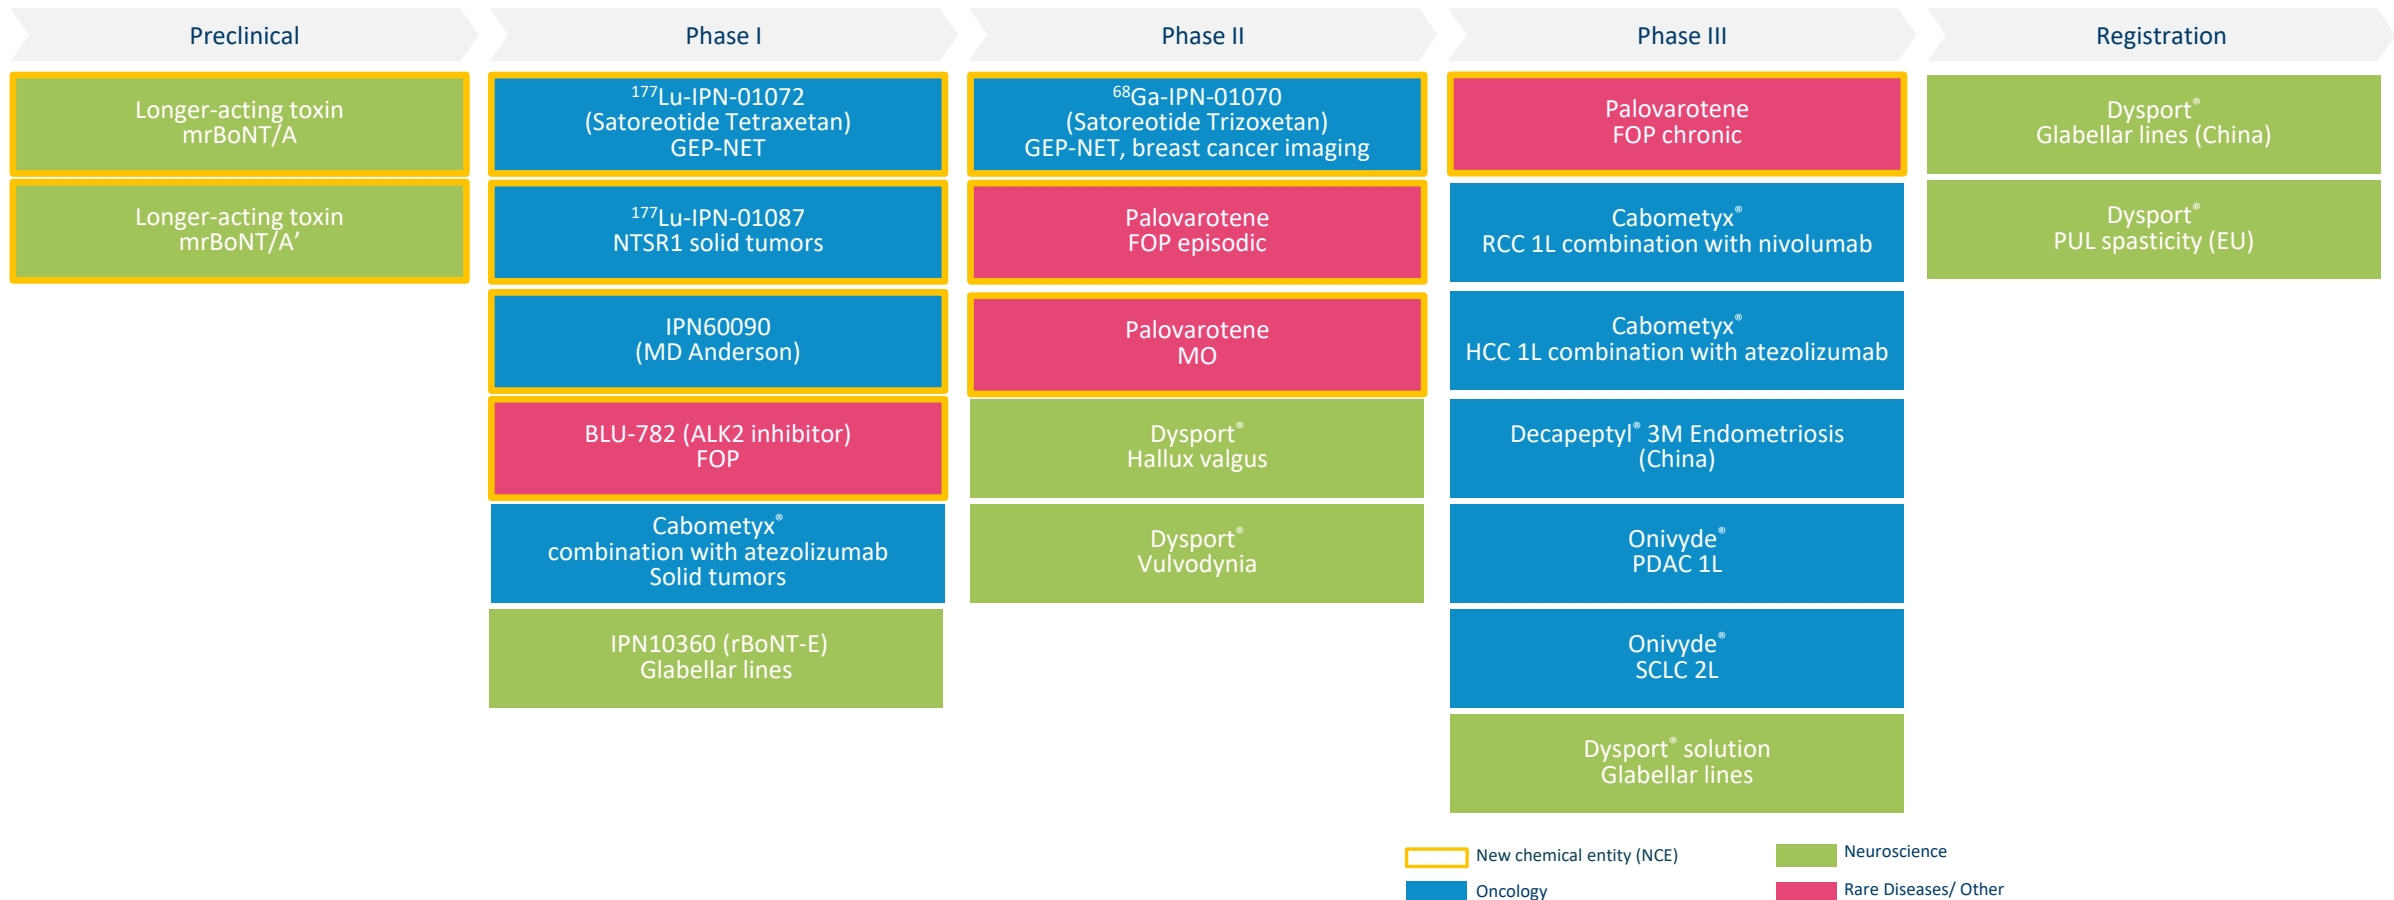 Preclinical
Phase I
Phase II
Phase III
Registration
Longer-acting toxin
mrBoNT/A
Longer-acting toxin
mrBoNT/A’
¹⁷⁷Lu-IPN-01072
(Satoreotide Tetraxetan)
GEP-NET
¹⁷⁷Lu-IPN-01087
NTSR1 solid tumors
IPN60090
(MD Anderson)
BLU-782 (ALK2 inhibitor)
FOP
Cabometyx®
combination with atezolizumab
Solid tumors
IPN10360 (rBoNT-E)
Glabellar lines
⁶⁸Ga-IPN-01070
(Satoreotide Trizoxetan)
GEP-NET, breast cancer imaging
Palovarotene
FOP episodic
Palovarotene
MO
Dysport®
Hallux valgus
Dysport®
Vulvodynia
Palovarotene
FOP chronic
Cabometyx®
RCC 1L combination with nivolumab
Cabometyx®
HCC 1L combination with atezolizumab
Decapeptyl® 3M Endometriosis
(China)
Onivyde®
PDAC 1L
Onivyde®
SCLC 2L
Dysport® solution
Glabellar lines
Dysport®
Glabellar lines (China)
Dysport®
PUL spasticity (EU)
New chemical entity (NCE)
Neuroscience
Oncology
Rare Diseases/ Other